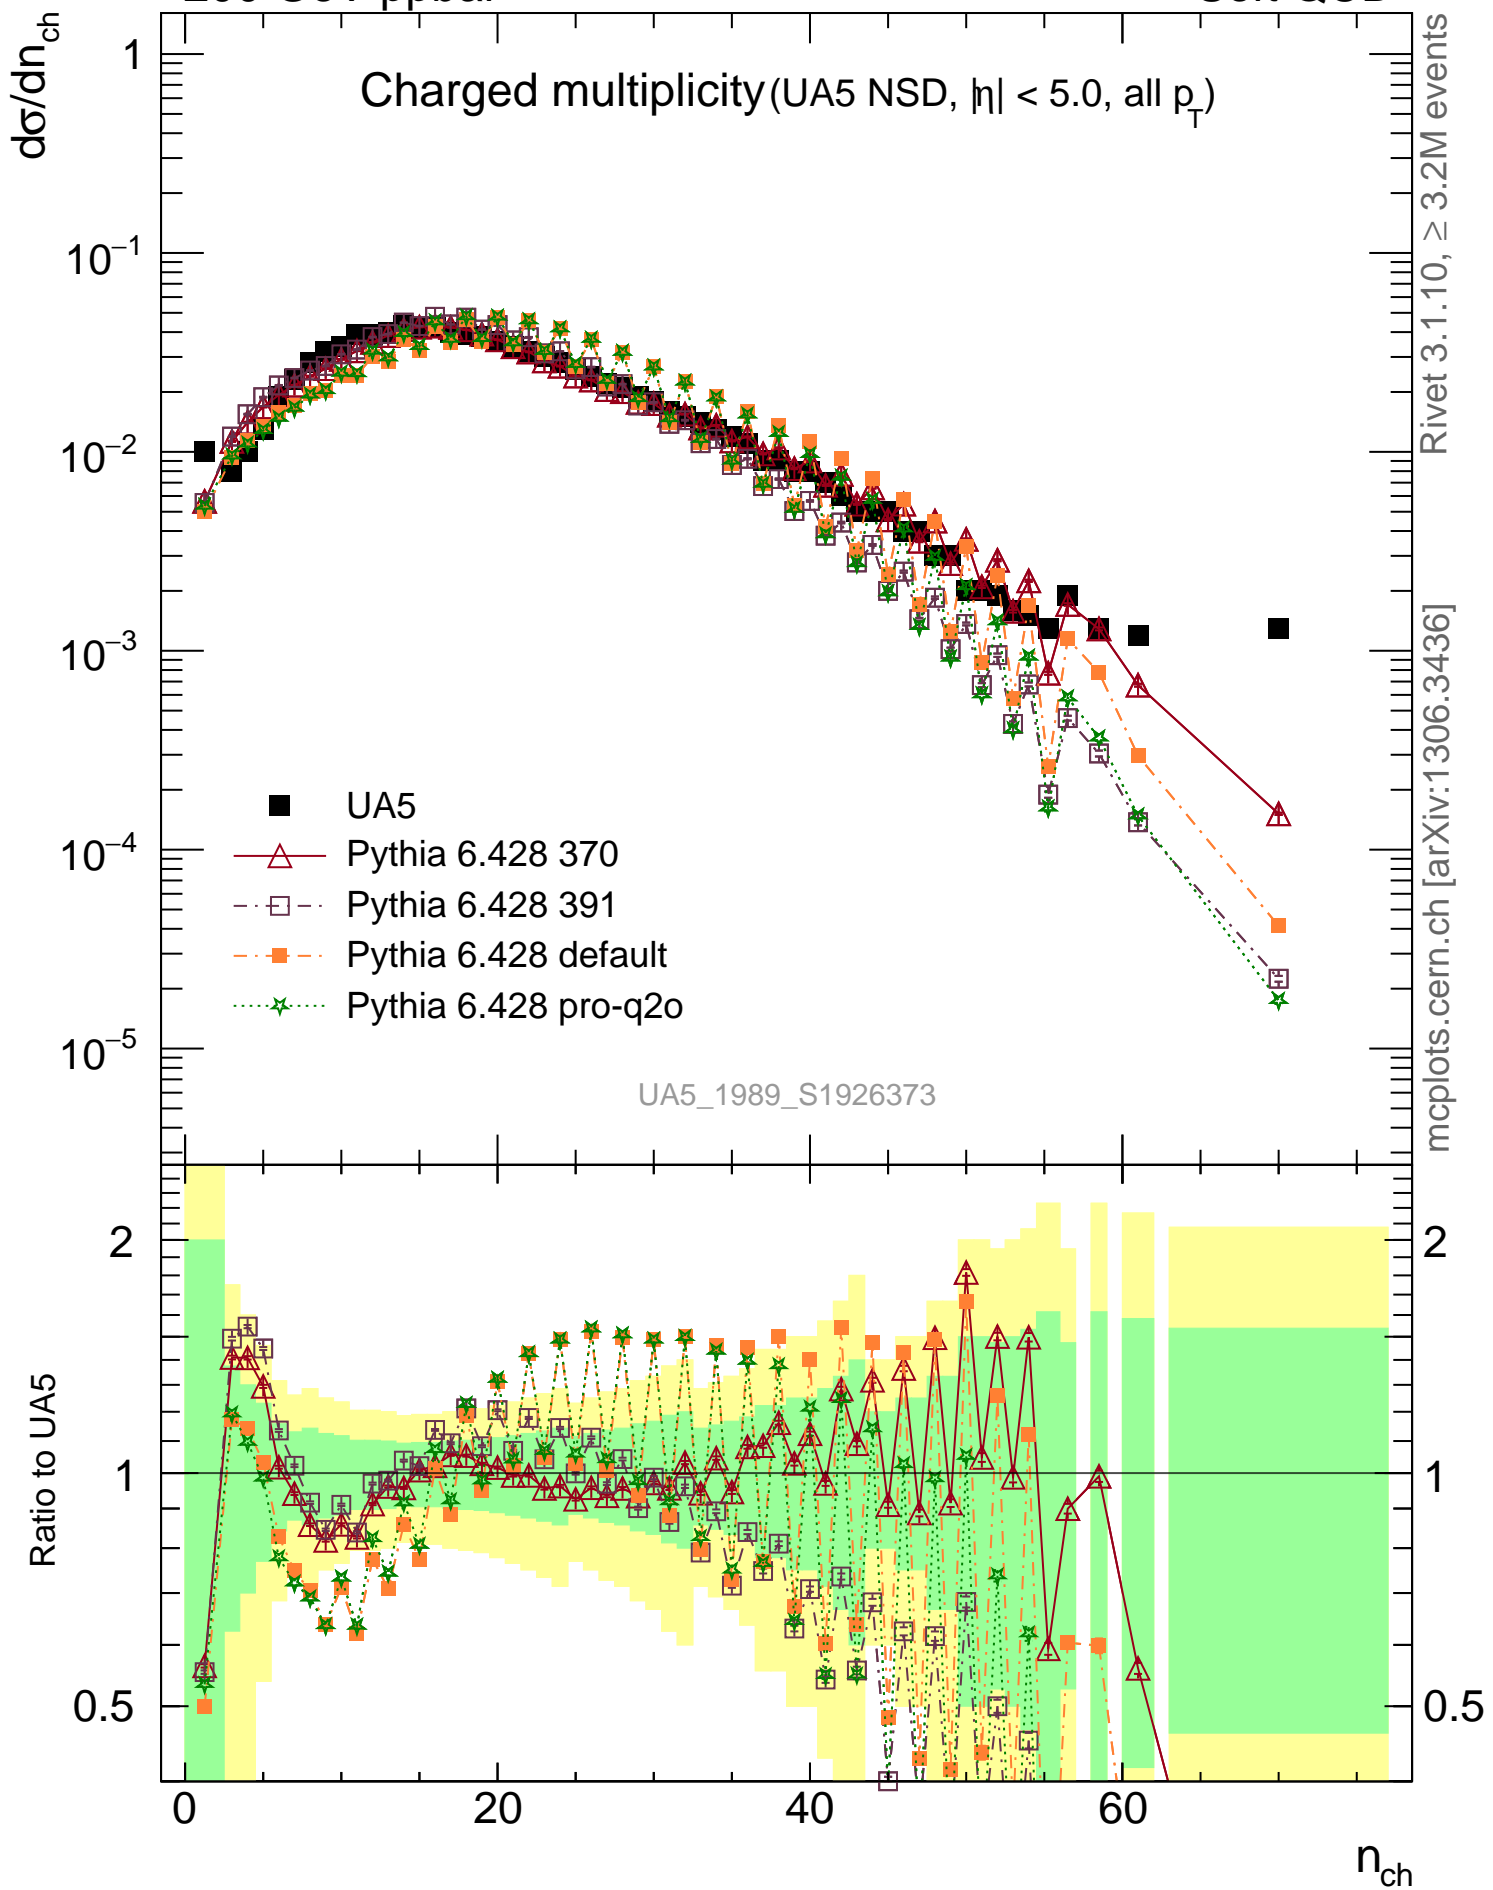 dσ/dn_ch
Charged multiplicity (UA5 NSD, |η| < 5.0, all p_T)
1
10⁻¹
10⁻²
10⁻³
10⁻⁴
10⁻⁵
UA5
Pythia 6.428 370
Pythia 6.428 391
Pythia 6.428 default
Pythia 6.428 pro-q2o
UA5_1989_S1926373
Rivet 3.1.10, ≥ 3.2M events
mcplots.cern.ch [arXiv:1306.3436]
Ratio to UA5
2
1
0.5
2
1
0.5
0 20 40 60
n_ch